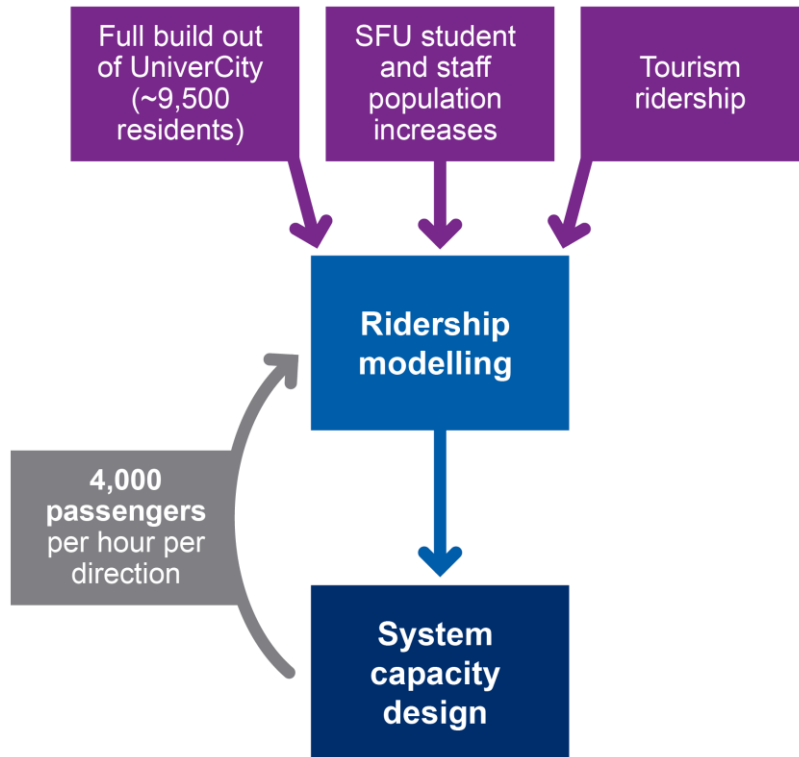 Full build out
of UniverCity
(~9,500
residents)
SFU student
and staff
population
increases
Tourism
ridership
Ridership
modelling
4,000
passengers
per hour per
direction
System
capacity
design